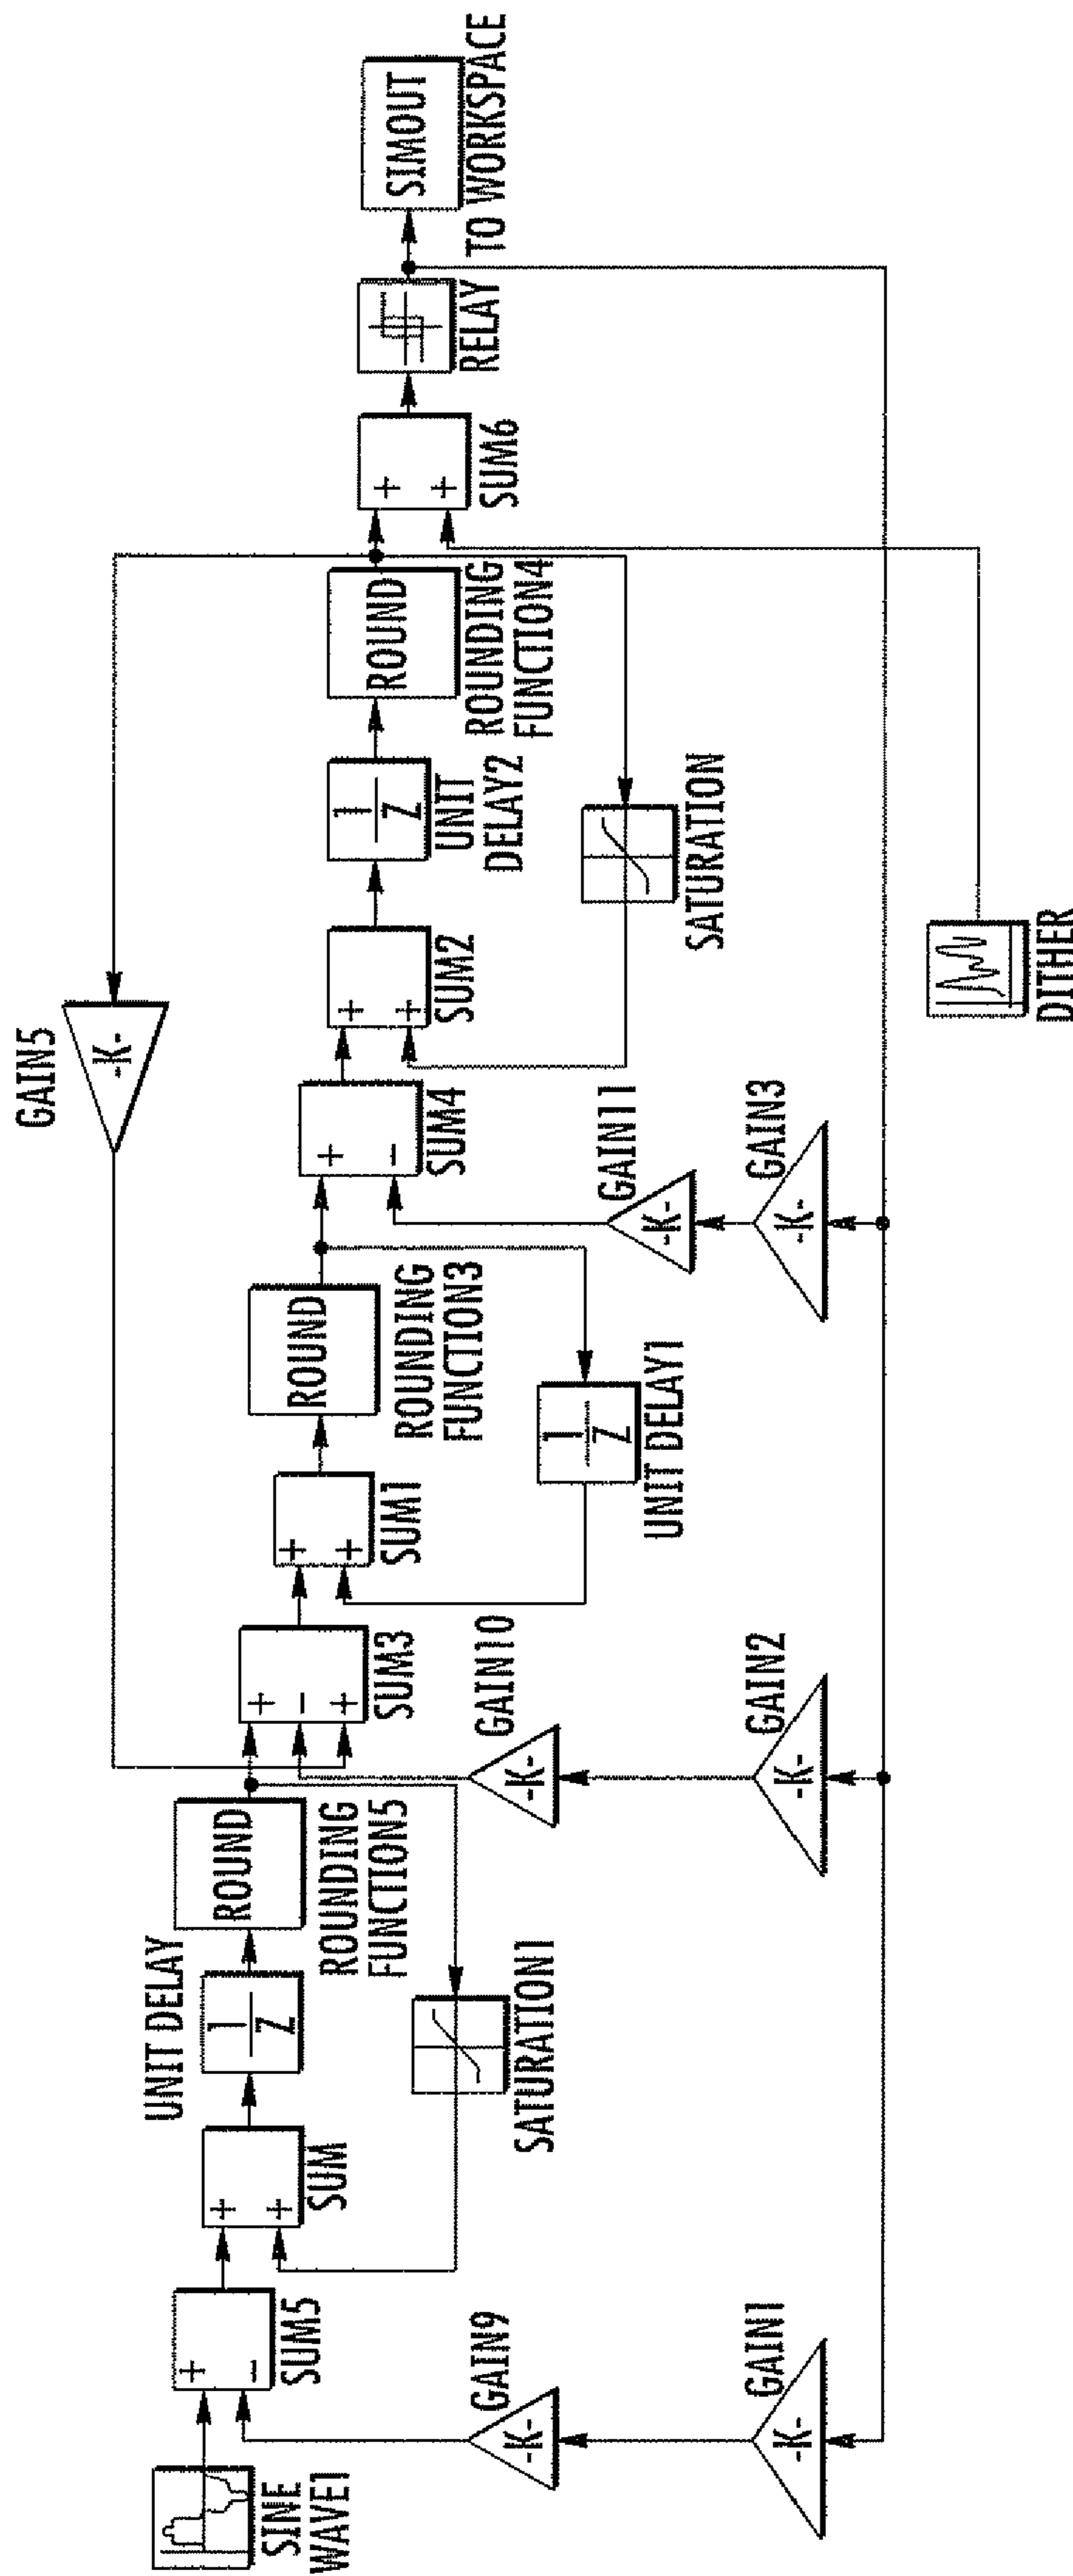 GAIN5
-K-
SINE
WAVE1
+
−
SUM5
+
+
SUM
UNIT DELAY
1
Z
ROUND
ROUNDING
FUNCTION5
SATURATION1
+
−
+
SUM3
+
+
SUM1
ROUND
ROUNDING
FUNCTION3
1
Z
UNIT DELAY1
+
−
SUM4
+
+
SUM2
1
Z
UNIT
DELAY2
ROUND
ROUNDING
FUNCTION4
SATURATION
+
+
SUM6
RELAY
SIMOUT
TO WORKSPACE
GAIN9
-K-
GAIN10
-K-
GAIN11
-K-
GAIN1
-K-
GAIN2
-K-
GAIN3
-K-
DITHER